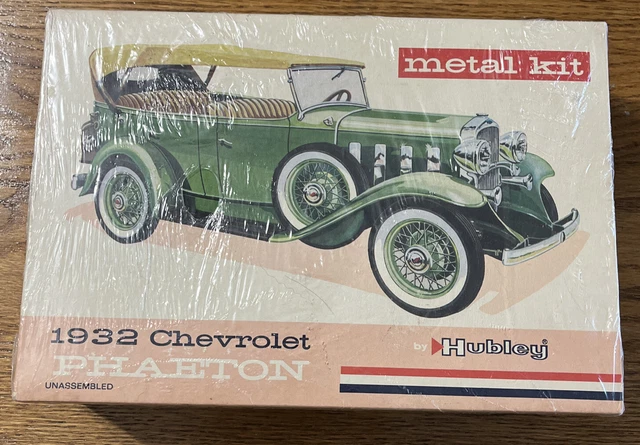 metal kit
1932 Chevrolet
PHAETON
UNASSEMBLED
by Hubley®